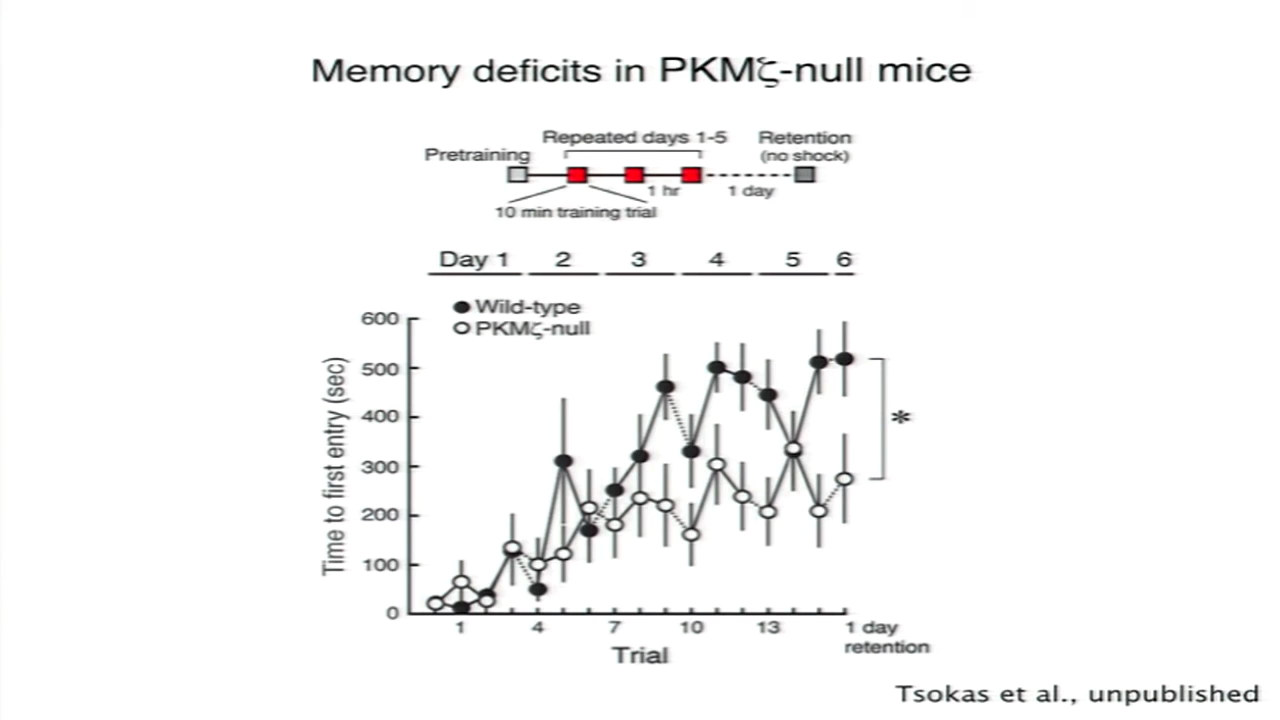 Memory deficits in PKMζ-null mice
Repeated days 1-5
Retention
(no shock)
Pretraining
1 hr
1 day
10 min training trial
Day 1 2 3 4 5 6
Wild-type
PKMζ-null
600
500
400
300
200
100
0
Time to first entry (sec)
*
1 4 7 10 13 1 day
retention
Trial
Tsokas et al., unpublished